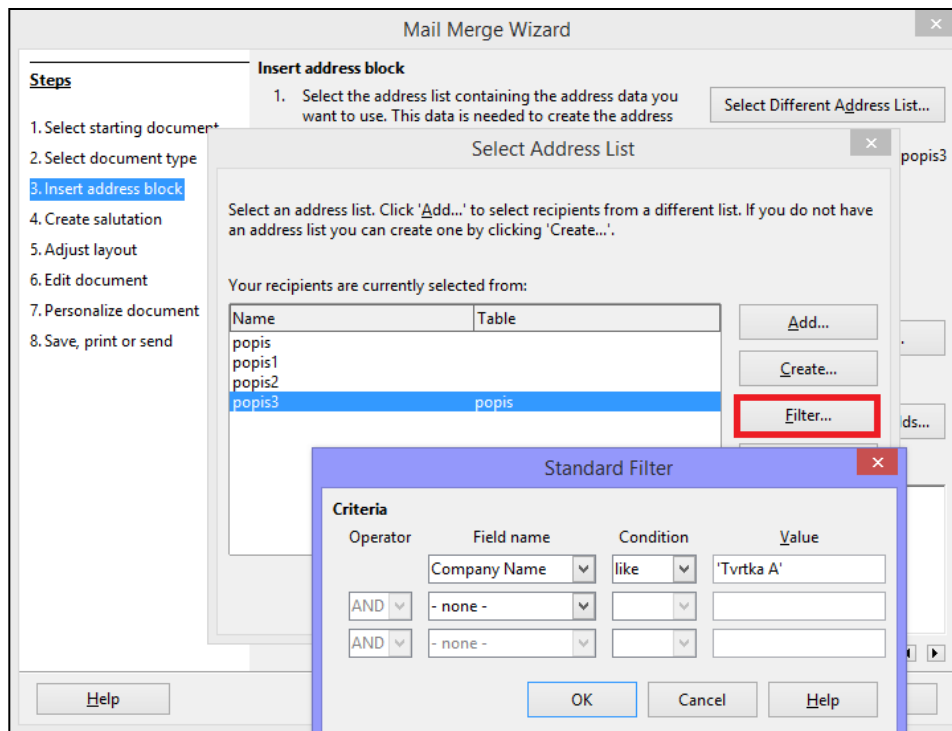 Mail Merge Wizard
Steps
1. Select starting document
2. Select document type
3. Insert address block
4. Create salutation
5. Adjust layout
6. Edit document
7. Personalize document
8. Save, print or send
Insert address block
1. Select the address list containing the address data you
want to use. This data is needed to create the address
Select Different Address List...
popis3
Select Address List
Select an address list. Click 'Add...' to select recipients from a different list. If you do not have
an address list you can create one by clicking 'Create...'.
Your recipients are currently selected from:
Name Table
popis
popis1
popis2
popis3 popis
Add...
Create...
Filter...
Standard Filter
Criteria
Operator Field name Condition Value
Company Name like 'Tvrtka A'
AND - none -
AND - none -
OK Cancel Help
Help